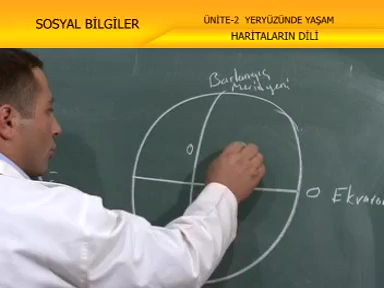 SOSYAL BİLGİLER
ÜNİTE-2 YERYÜZÜNDE YAŞAM
HARİTALARIN DİLİ
Başlangıç
Meridyeni
0
0 Ekvator